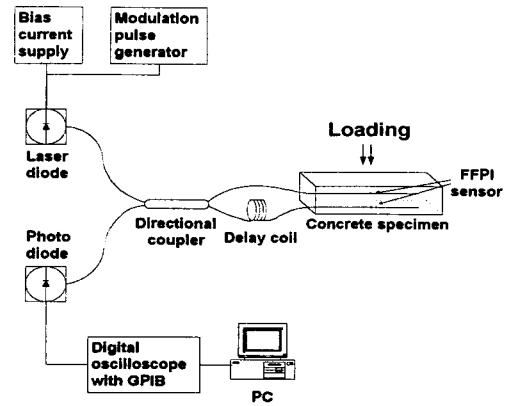 Bias
current
supply
Modulation
pulse
generator
Laser
diode
Loading
FFPI
sensor
Directional
coupler
Delay coil
Concrete specimen
Photo
diode
Digital
oscilloscope
with GPIB
PC